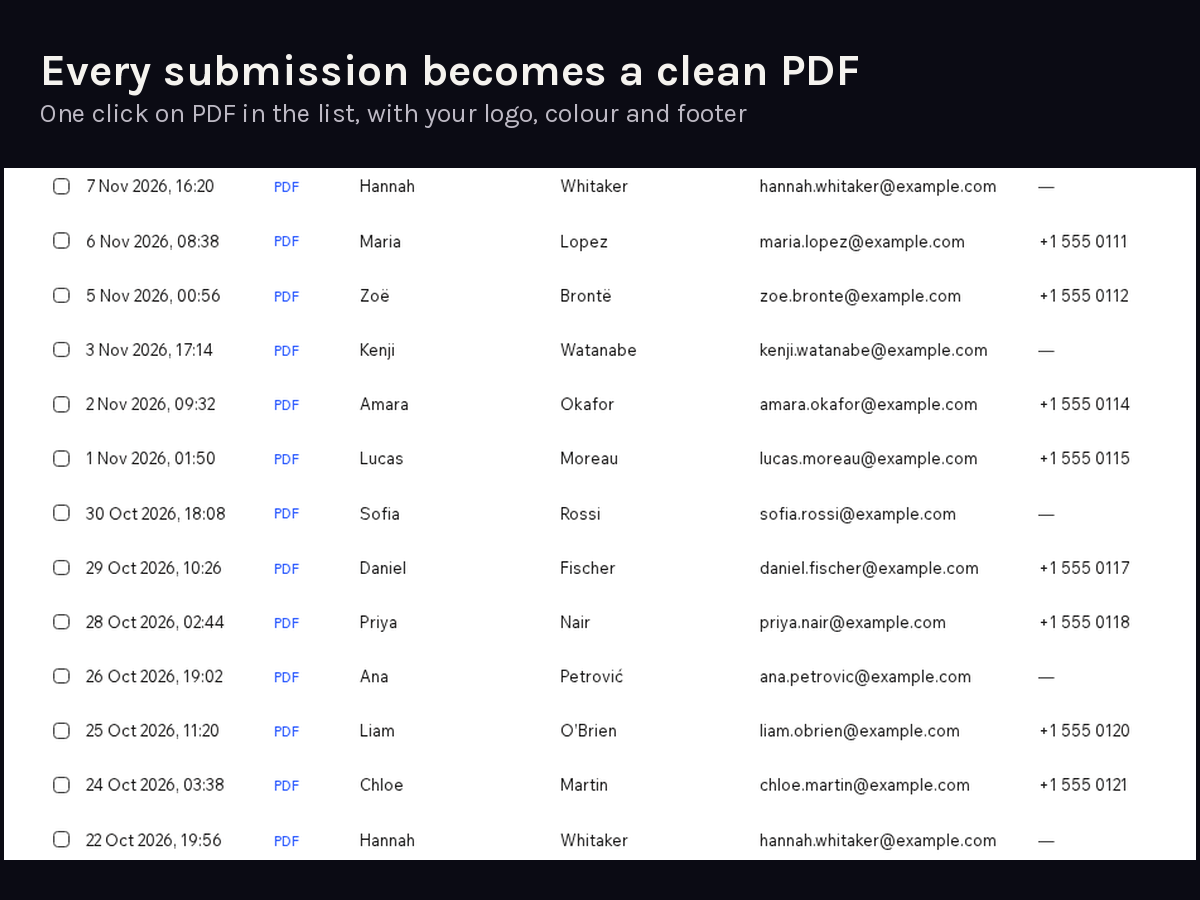 Every submission becomes a clean PDF
One click on PDF in the list, with your logo, colour and footer
7 Nov 2026, 16:20 PDF Hannah Whitaker hannah.whitaker@example.com —
6 Nov 2026, 08:38 PDF Maria Lopez maria.lopez@example.com +1 555 0111
5 Nov 2026, 00:56 PDF Zoë Brontë zoe.bronte@example.com +1 555 0112
3 Nov 2026, 17:14 PDF Kenji Watanabe kenji.watanabe@example.com —
2 Nov 2026, 09:32 PDF Amara Okafor amara.okafor@example.com +1 555 0114
1 Nov 2026, 01:50 PDF Lucas Moreau lucas.moreau@example.com +1 555 0115
30 Oct 2026, 18:08 PDF Sofia Rossi sofia.rossi@example.com —
29 Oct 2026, 10:26 PDF Daniel Fischer daniel.fischer@example.com +1 555 0117
28 Oct 2026, 02:44 PDF Priya Nair priya.nair@example.com +1 555 0118
26 Oct 2026, 19:02 PDF Ana Petrović ana.petrovic@example.com —
25 Oct 2026, 11:20 PDF Liam O'Brien liam.obrien@example.com +1 555 0120
24 Oct 2026, 03:38 PDF Chloe Martin chloe.martin@example.com +1 555 0121
22 Oct 2026, 19:56 PDF Hannah Whitaker hannah.whitaker@example.com —